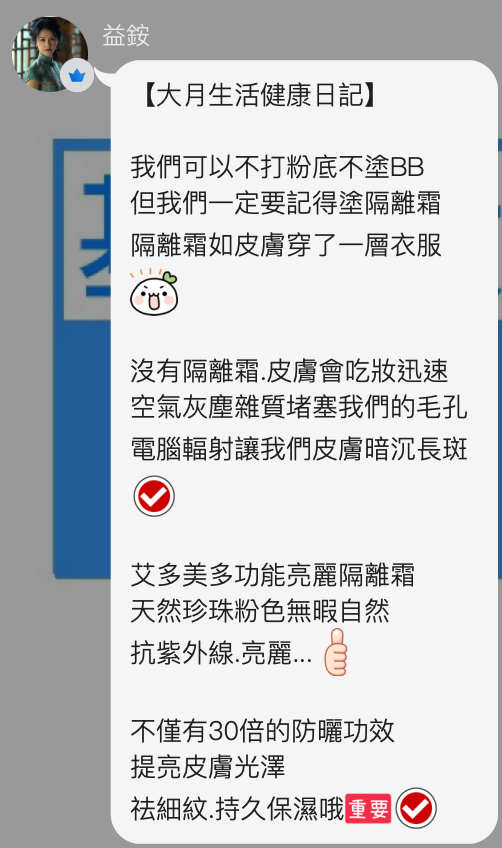 益銨
【大月生活健康日記】
我們可以不打粉底不塗BB
但我們一定要記得塗隔離霜
隔離霜如皮膚穿了一層衣服
沒有隔離霜.皮膚會吃妝迅速
空氣灰塵雜質堵塞我們的毛孔
電腦輻射讓我們皮膚暗沉長斑
艾多美多功能亮麗隔離霜
天然珍珠粉色無暇自然
抗紫外線.亮麗...
不僅有30倍的防曬功效
提亮皮膚光澤
祛細紋.持久保濕哦重要